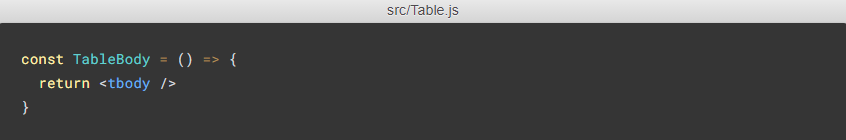 src/Table.js
const TableBody = () => {
  return <tbody />
}